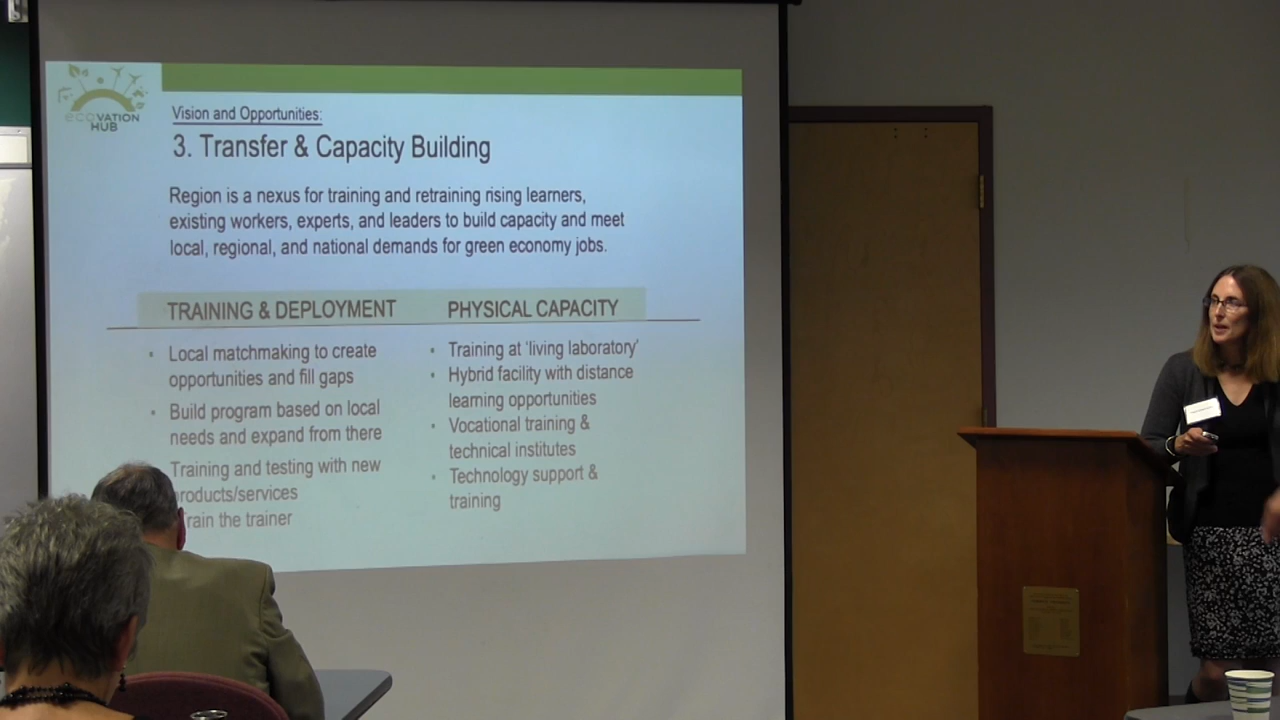 ecoVATION
HUB
Vision and Opportunities:
3. Transfer & Capacity Building
Region is a nexus for training and retraining rising learners,
existing workers, experts, and leaders to build capacity and meet
local, regional, and national demands for green economy jobs.
TRAINING & DEPLOYMENT
• Local matchmaking to create
opportunities and fill gaps
• Build program based on local
needs and expand from there
Training and testing with new
products/services
Train the trainer
PHYSICAL CAPACITY
• Training at ‘living laboratory’
• Hybrid facility with distance
learning opportunities
• Vocational training &
technical institutes
• Technology support &
training